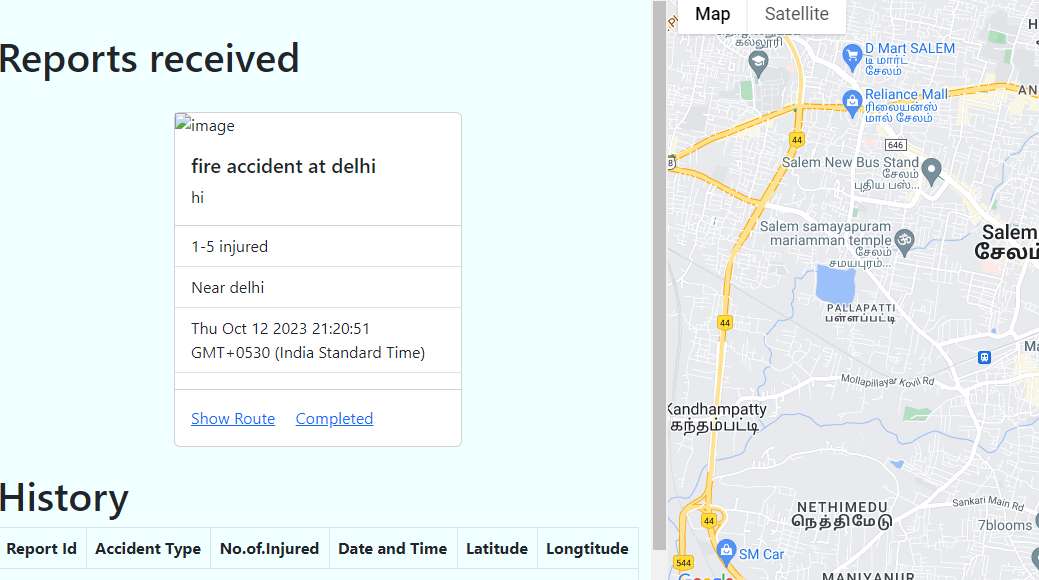 Reports received
image
fire accident at delhi
hi
1-5 injured
Near delhi
Thu Oct 12 2023 21:20:51
GMT+0530 (India Standard Time)
Show Route Completed
History
Report Id Accident Type No.of.Injured Date and Time Latitude Longtitude
Map Satellite
கல்லூரி
D Mart SALEM
டி மார்ட்
சேலம்
Reliance Mall
ரிலையன்ஸ்
மால் சேலம்
AN
44
646
Salem New Bus Stand
சேலம்
புதிய பஸ்...
Salem samayapuram
mariamman temple
சேலம்
சமயபுரம்...
Salem
சேலம்
PALLAPATTI
பள்ளப்பட்டி
44
Ma
Mollapillayar Kovil Rd
Kandhampatty
கந்தம்பட்டி
NETHIMEDU
நெத்திமேடு
Sankari Main Rd
7blooms
44
SM Car
544
Google
MANIYANUR